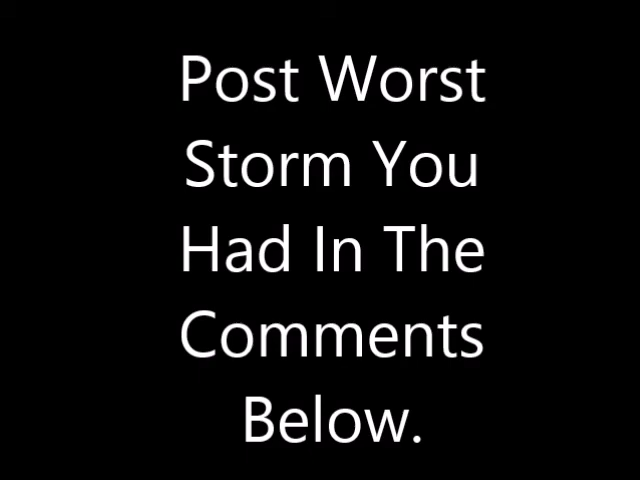 Post Worst
Storm You
Had In The
Comments
Below.